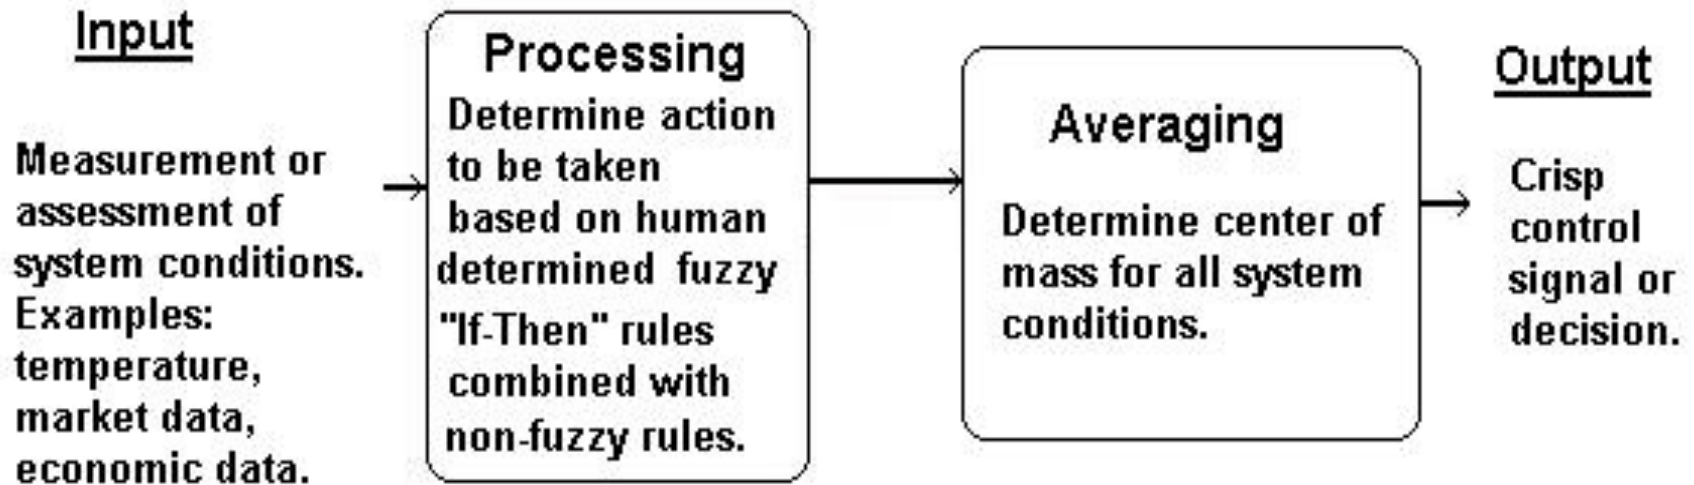 Input
Measurement or
assessment of
system conditions.
Examples:
temperature,
market data,
economic data.
Processing
Determine action
to be taken
based on human
determined fuzzy
"If-Then" rules
combined with
non-fuzzy rules.
Averaging
Determine center of
mass for all system
conditions.
Output
Crisp
control
signal or
decision.